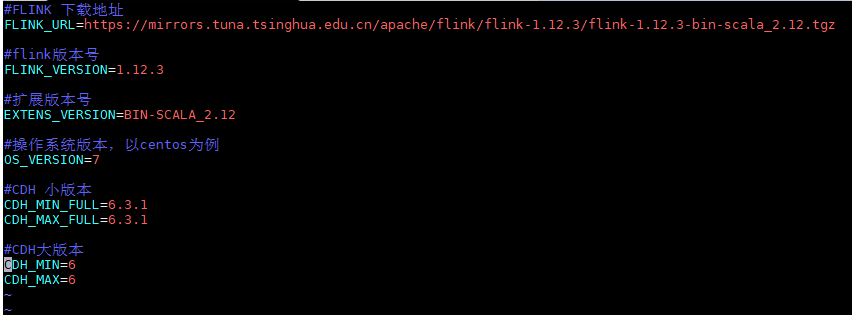 #FLINK 下载地址
FLINK_URL=https://mirrors.tuna.tsinghua.edu.cn/apache/flink/flink-1.12.3/flink-1.12.3-bin-scala_2.12.tgz
#flink版本号
FLINK_VERSION=1.12.3
#扩展版本号
EXTENS_VERSION=BIN-SCALA_2.12
#操作系统版本，以centos为例
OS_VERSION=7
#CDH 小版本
CDH_MIN_FULL=6.3.1
CDH_MAX_FULL=6.3.1
#CDH大版本
CDH_MIN=6
CDH_MAX=6
~
~